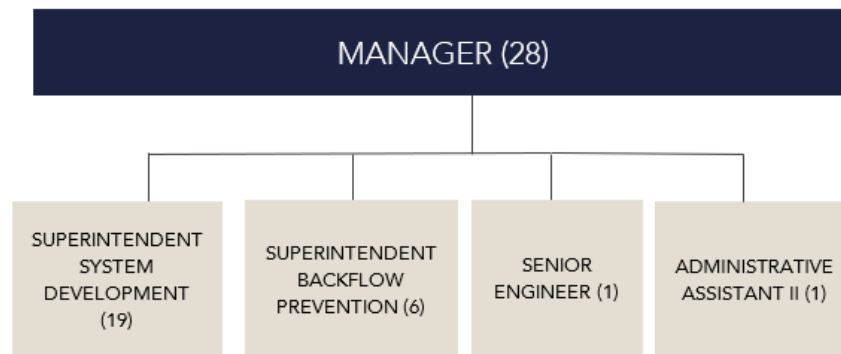 MANAGER (28)
SUPERINTENDENT
SYSTEM
DEVELOPMENT
(19)
SUPERINTENDENT
BACKFLOW
PREVENTION (6)
SENIOR
ENGINEER (1)
ADMINISTRATIVE
ASSISTANT II (1)